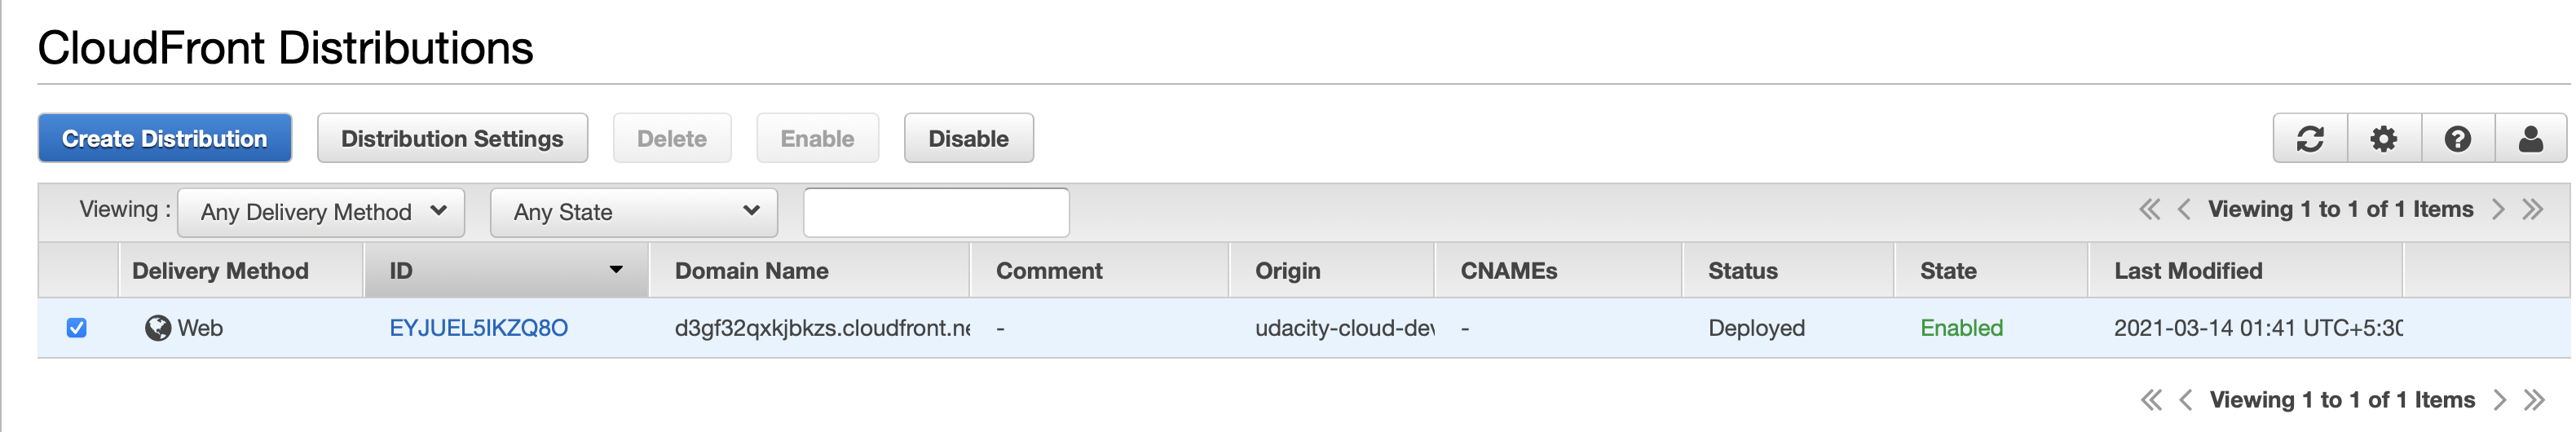 CloudFront Distributions
Create Distribution Distribution Settings Delete Enable Disable
Viewing : Any Delivery Method Any State Viewing 1 to 1 of 1 Items
Delivery Method ID Domain Name Comment Origin CNAMEs Status State Last Modified
Web EYJUEL5IKZQ8O d3gf32qxkjbkzs.cloudfront.ne - udacity-cloud-dev - Deployed Enabled 2021-03-14 01:41 UTC+5:30
Viewing 1 to 1 of 1 Items